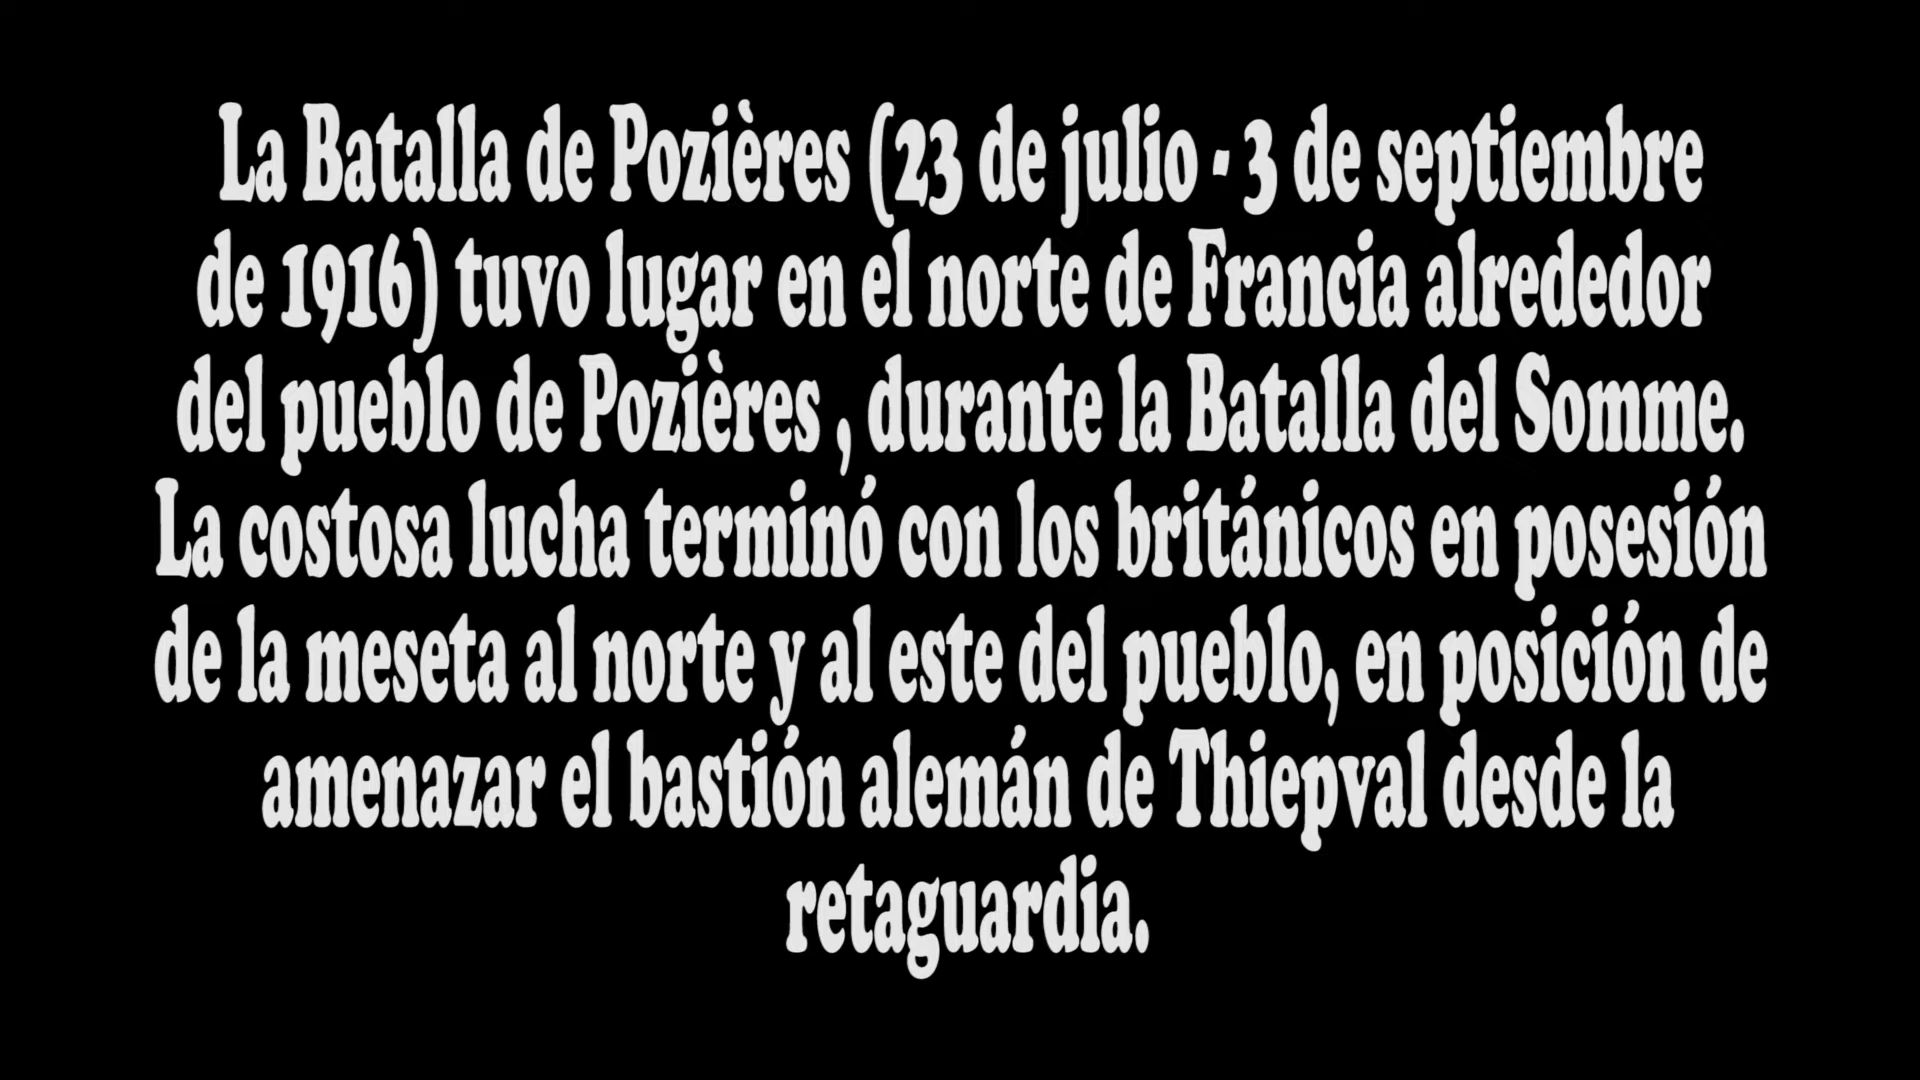 La Batalla de Pozières (23 de julio - 3 de septiembre
de 1916) tuvo lugar en el norte de Francia alrededor
del pueblo de Pozières , durante la Batalla del Somme.
La costosa lucha terminó con los británicos en posesión
de la meseta al norte y al este del pueblo, en posición de
amenazar el bastión alemán de Thiepval desde la
retaguardia.